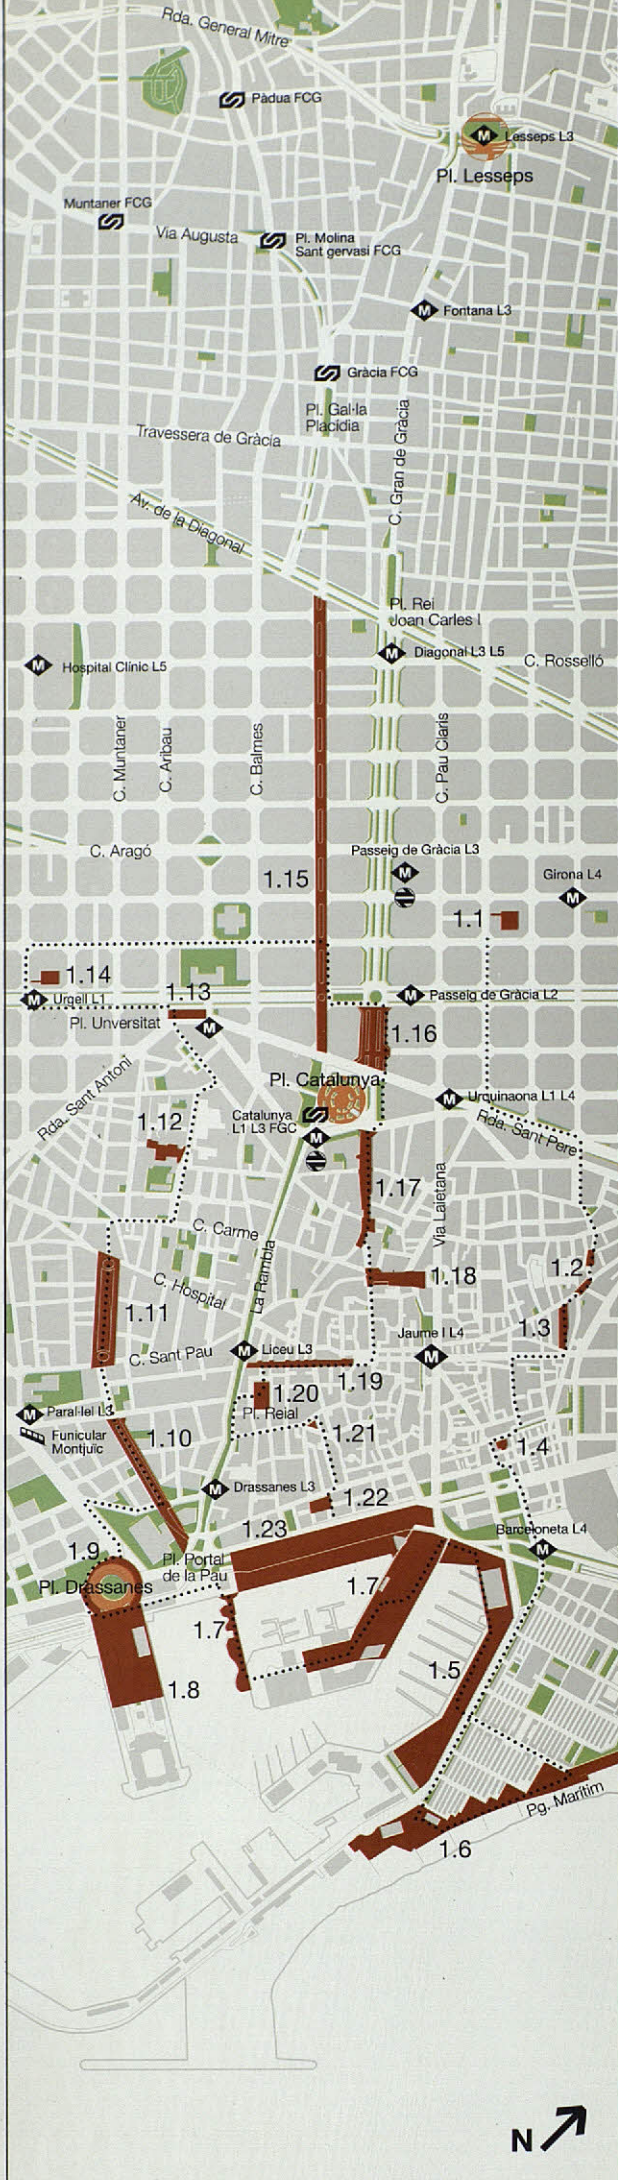 Rda. General Mitre
Pàdua FCG
M
Lesseps L3
Pl. Lesseps
Muntaner FCG
Via Augusta
Pl. Molina
Sant gervasi FCG
M
Fontana L3
Gràcia FCG
Pl. Gal·la
Placídia
C. Gran de Gràcia
Travessera de Gràcia
Av. de la Diagonal
Pl. Rei
Joan Carles I
M
Diagonal L3 L5
C. Rosselló
M
Hospital Clínic L5
C. Muntaner
C. Aribau
C. Balmes
C. Pau Claris
C. Aragó
Passeig de Gràcia L3
M
Girona L4
M
1.15
1.1
1.14
M
Urgell L1
1.13
M
Passeig de Gràcia L2
Pl. Unversitat
M
1.16
Pl. Catalunya
Rda. Sant Antoni
M
Urquinaona L1 L4
Rda. Sant Pere
Catalunya
L1 L3 FGC
M
1.12
1.17
Via Laietana
C. Carme
La Rambla
1.18
1.2
C. Hospital
1.11
1.3
C. Sant Pau
M
Liceu L3
Jaume I L4
M
1.19
1.20
Pl. Reial
M
Paral·lel L3
Funicular
Montjuïc
1.10
1.21
1.4
M
Drassanes L3
1.22
1.23
Barceloneta L4
M
1.9
Pl. Portal
de la Pau
Pl. Drassanes
1.7
1.7
1.5
1.8
Pg. Marítim
1.6
N